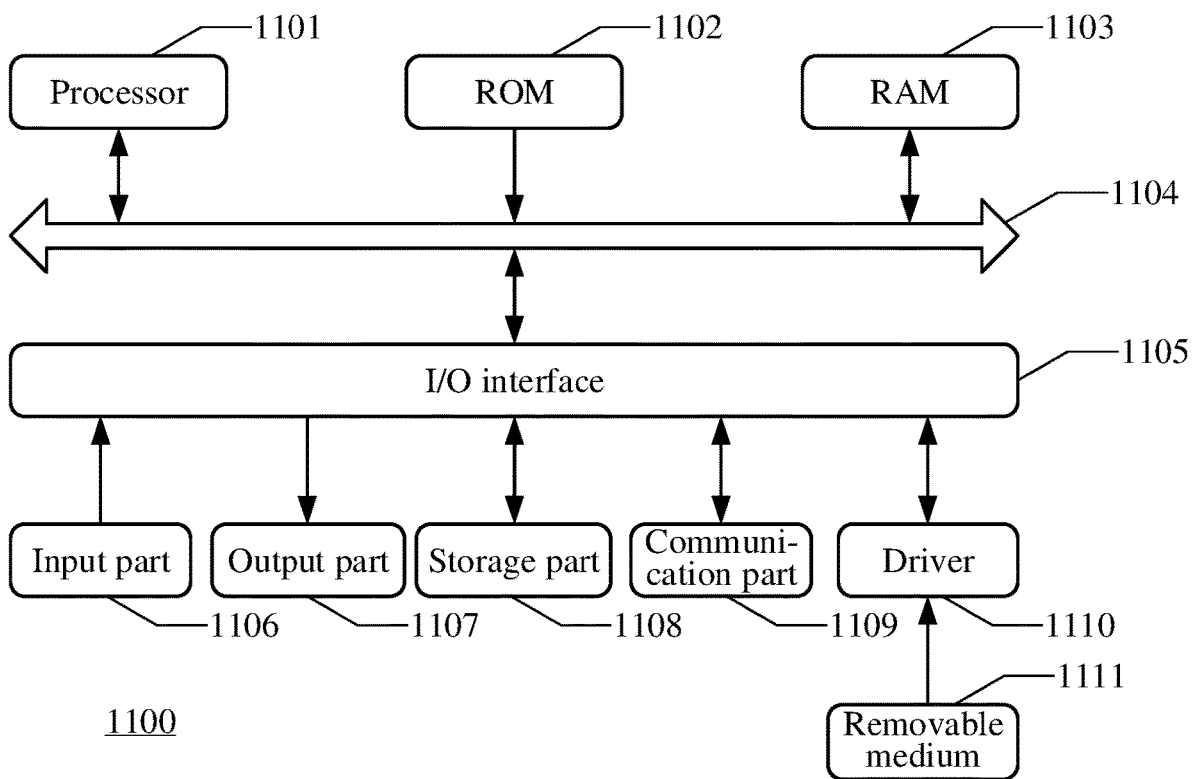 1101
1102
1103
Processor
ROM
RAM
1104
1105
I/O interface
Input part
Output part
Storage part
Communi-
cation part
Driver
1106
1107
1108
1109
1110
1111
1100
Removable
medium